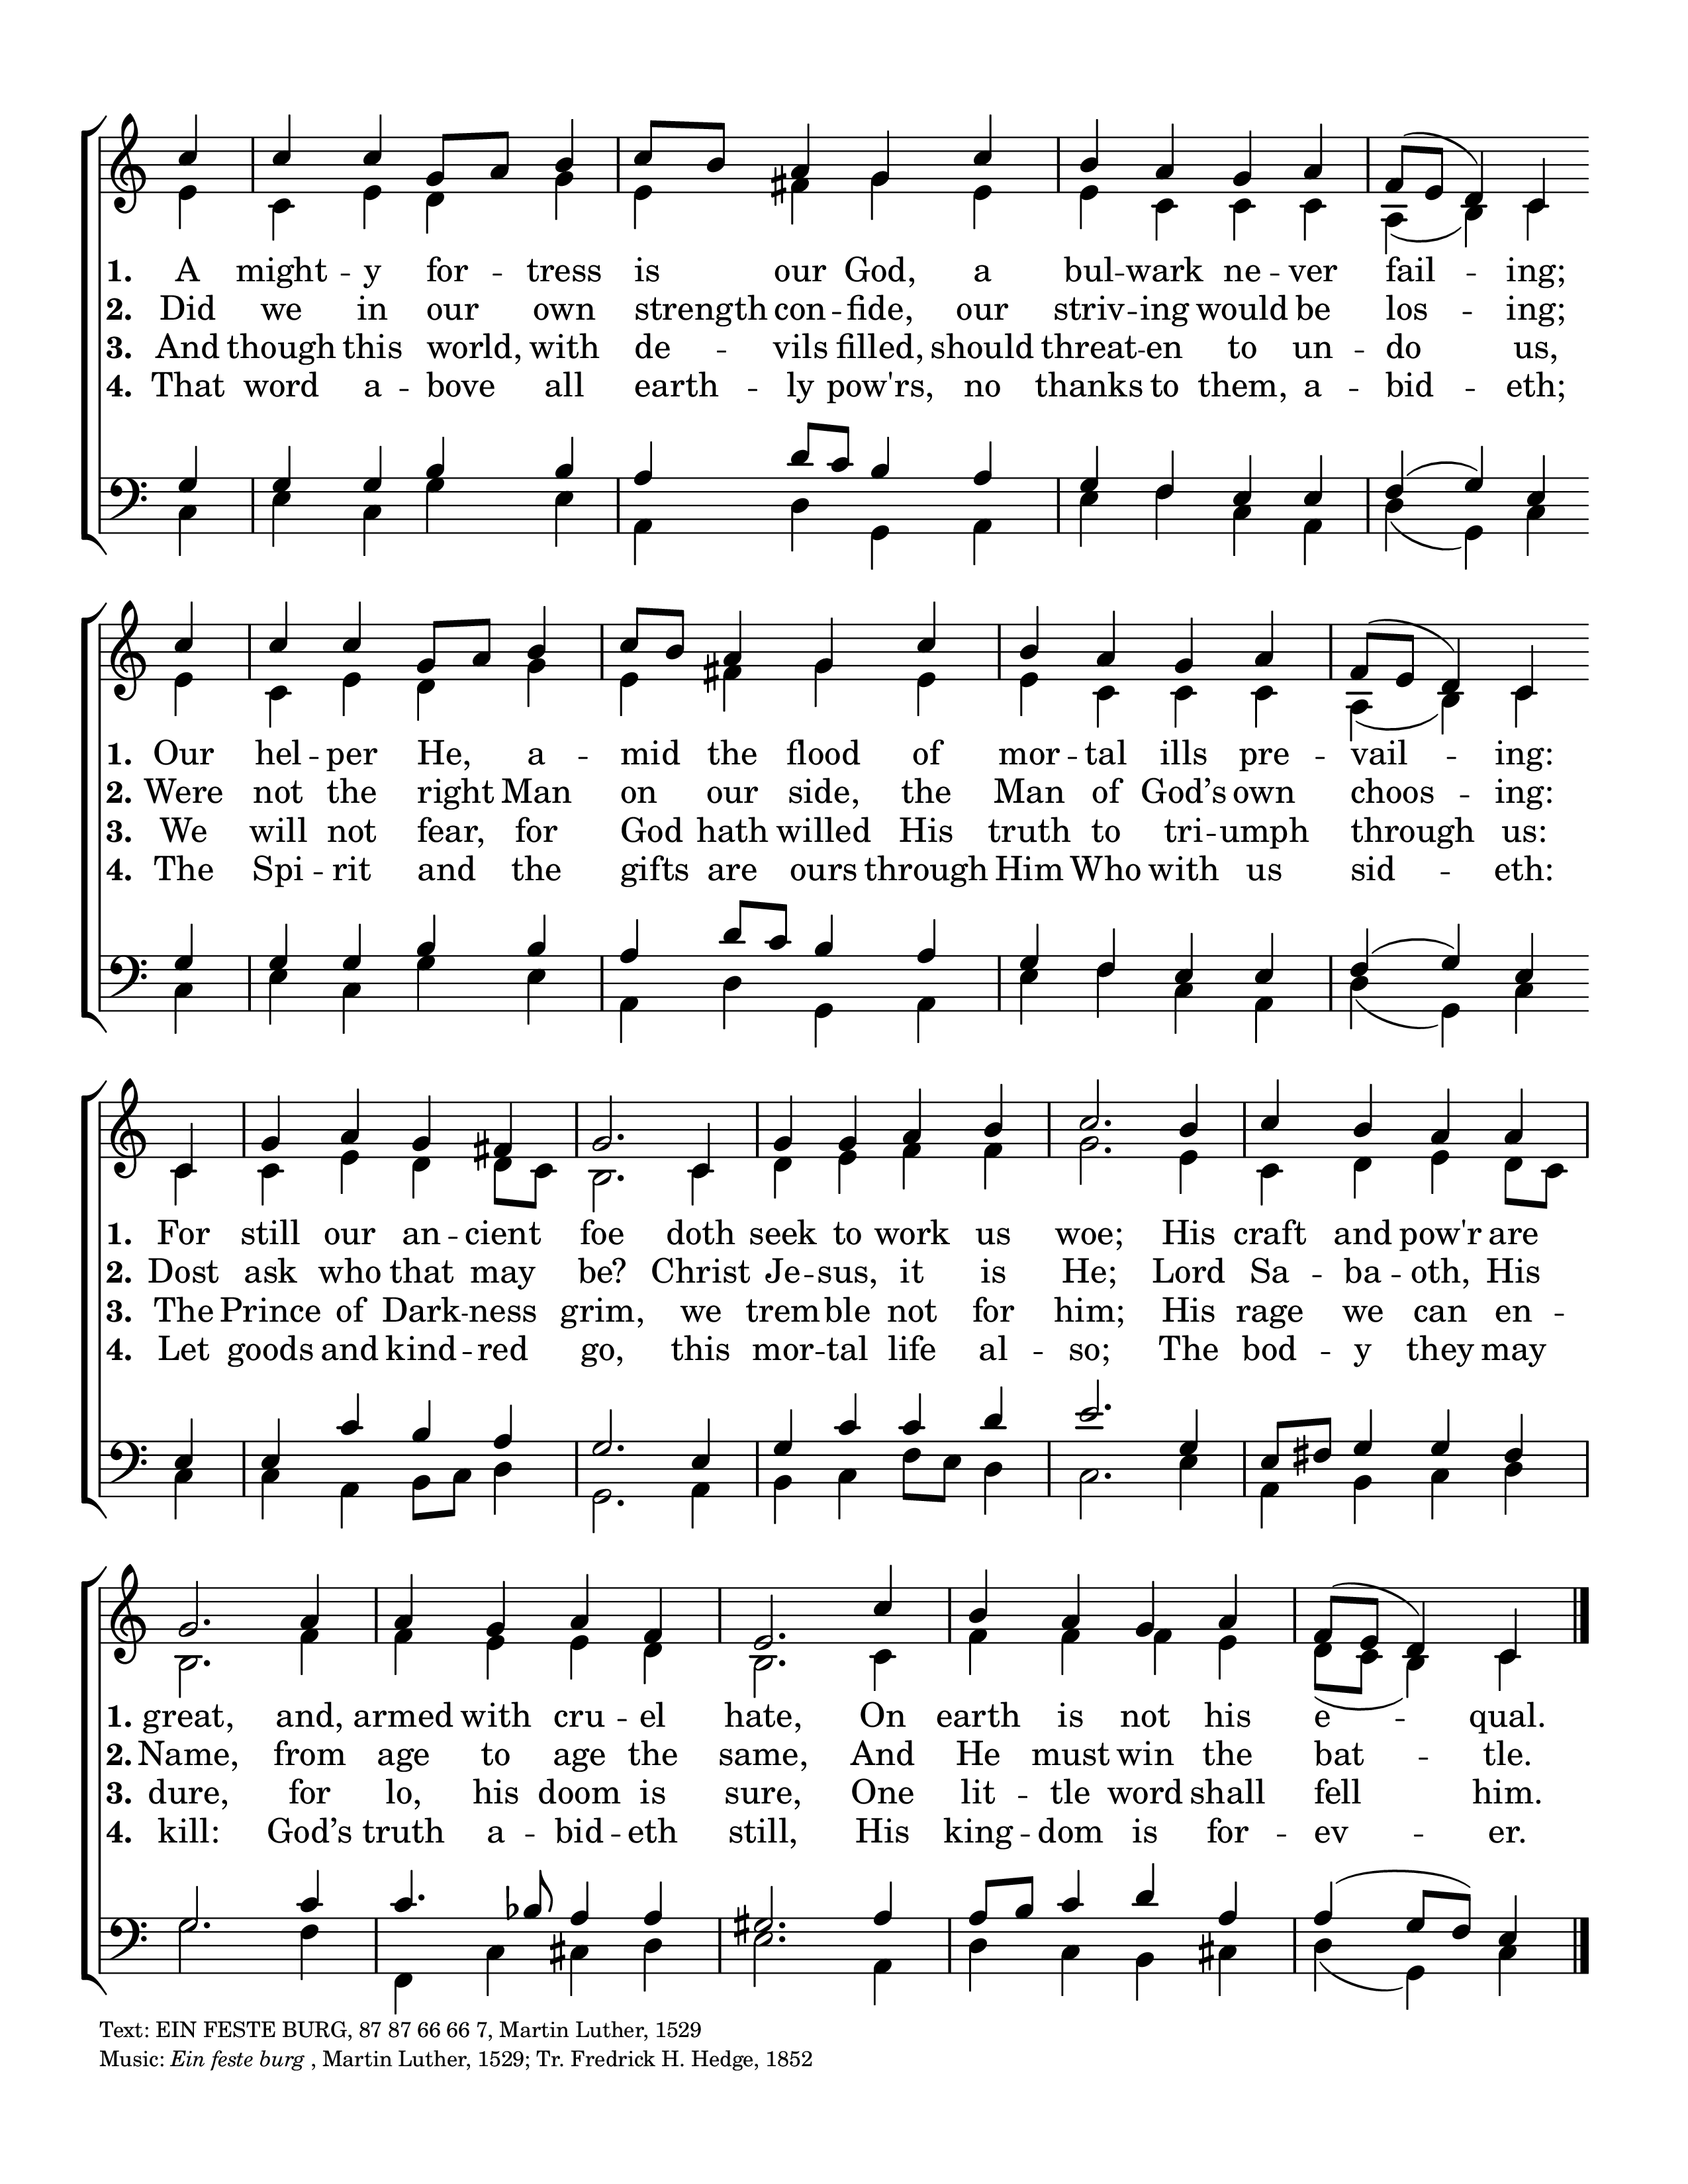 1. A might -- y for -- tress is our God, a bul -- wark ne -- ver fail -- ing;
2. Did we in our own strength con -- fide, our striv -- ing would be los -- ing;
3. And though this world, with de -- vils filled, should threat -- en to un -- do us,
4. That word a -- bove all earth -- ly pow'rs, no thanks to them, a -- bid -- eth;
1. Our hel -- per He, a -- mid the flood of mor -- tal ills pre -- vail -- ing:
2. Were not the right Man on our side, the Man of God’s own choos -- ing:
3. We will not fear, for God hath willed His truth to tri -- umph through us:
4. The Spi -- rit and the gifts are ours through Him Who with us sid -- eth:
1. For still our an -- cient foe doth seek to work us woe; His craft and pow'r are
2. Dost ask who that may be? Christ Je -- sus, it is He; Lord Sa -- ba -- oth, His
3. The Prince of Dark -- ness grim, we trem -- ble not for him; His rage we can en --
4. Let goods and kind -- red go, this mor -- tal life al -- so; The bod -- y they may
1. great, and, armed with cru -- el hate, On earth is not his e -- qual.
2. Name, from age to age the same, And He must win the bat -- tle.
3. dure, for lo, his doom is sure, One lit -- tle word shall fell him.
4. kill: God’s truth a -- bid -- eth still, His king -- dom is for -- ev -- er.
Text: EIN FESTE BURG, 87 87 66 66 7, Martin Luther, 1529
Music: Ein feste burg , Martin Luther, 1529; Tr. Fredrick H. Hedge, 1852